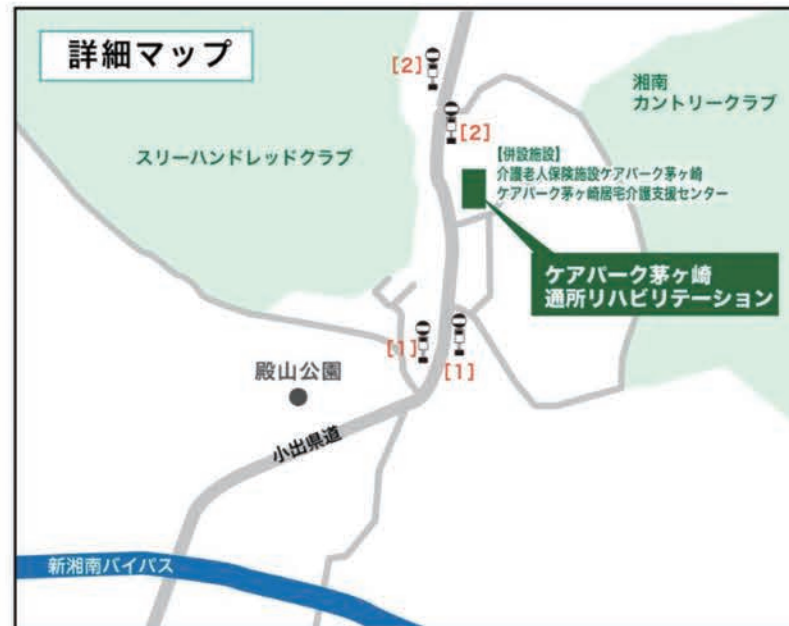 詳細マップ
[2]
[2]
湘南
カントリークラブ
スリーハンドレッドクラブ
【併設施設】
介護老人保険施設ケアパーク茅ヶ崎
ケアパーク茅ヶ崎居宅介護支援センター
ケアパーク茅ヶ崎
通所リハビリテーション
[1]
[1]
殿山公園
小出県道
新湘南バイパス